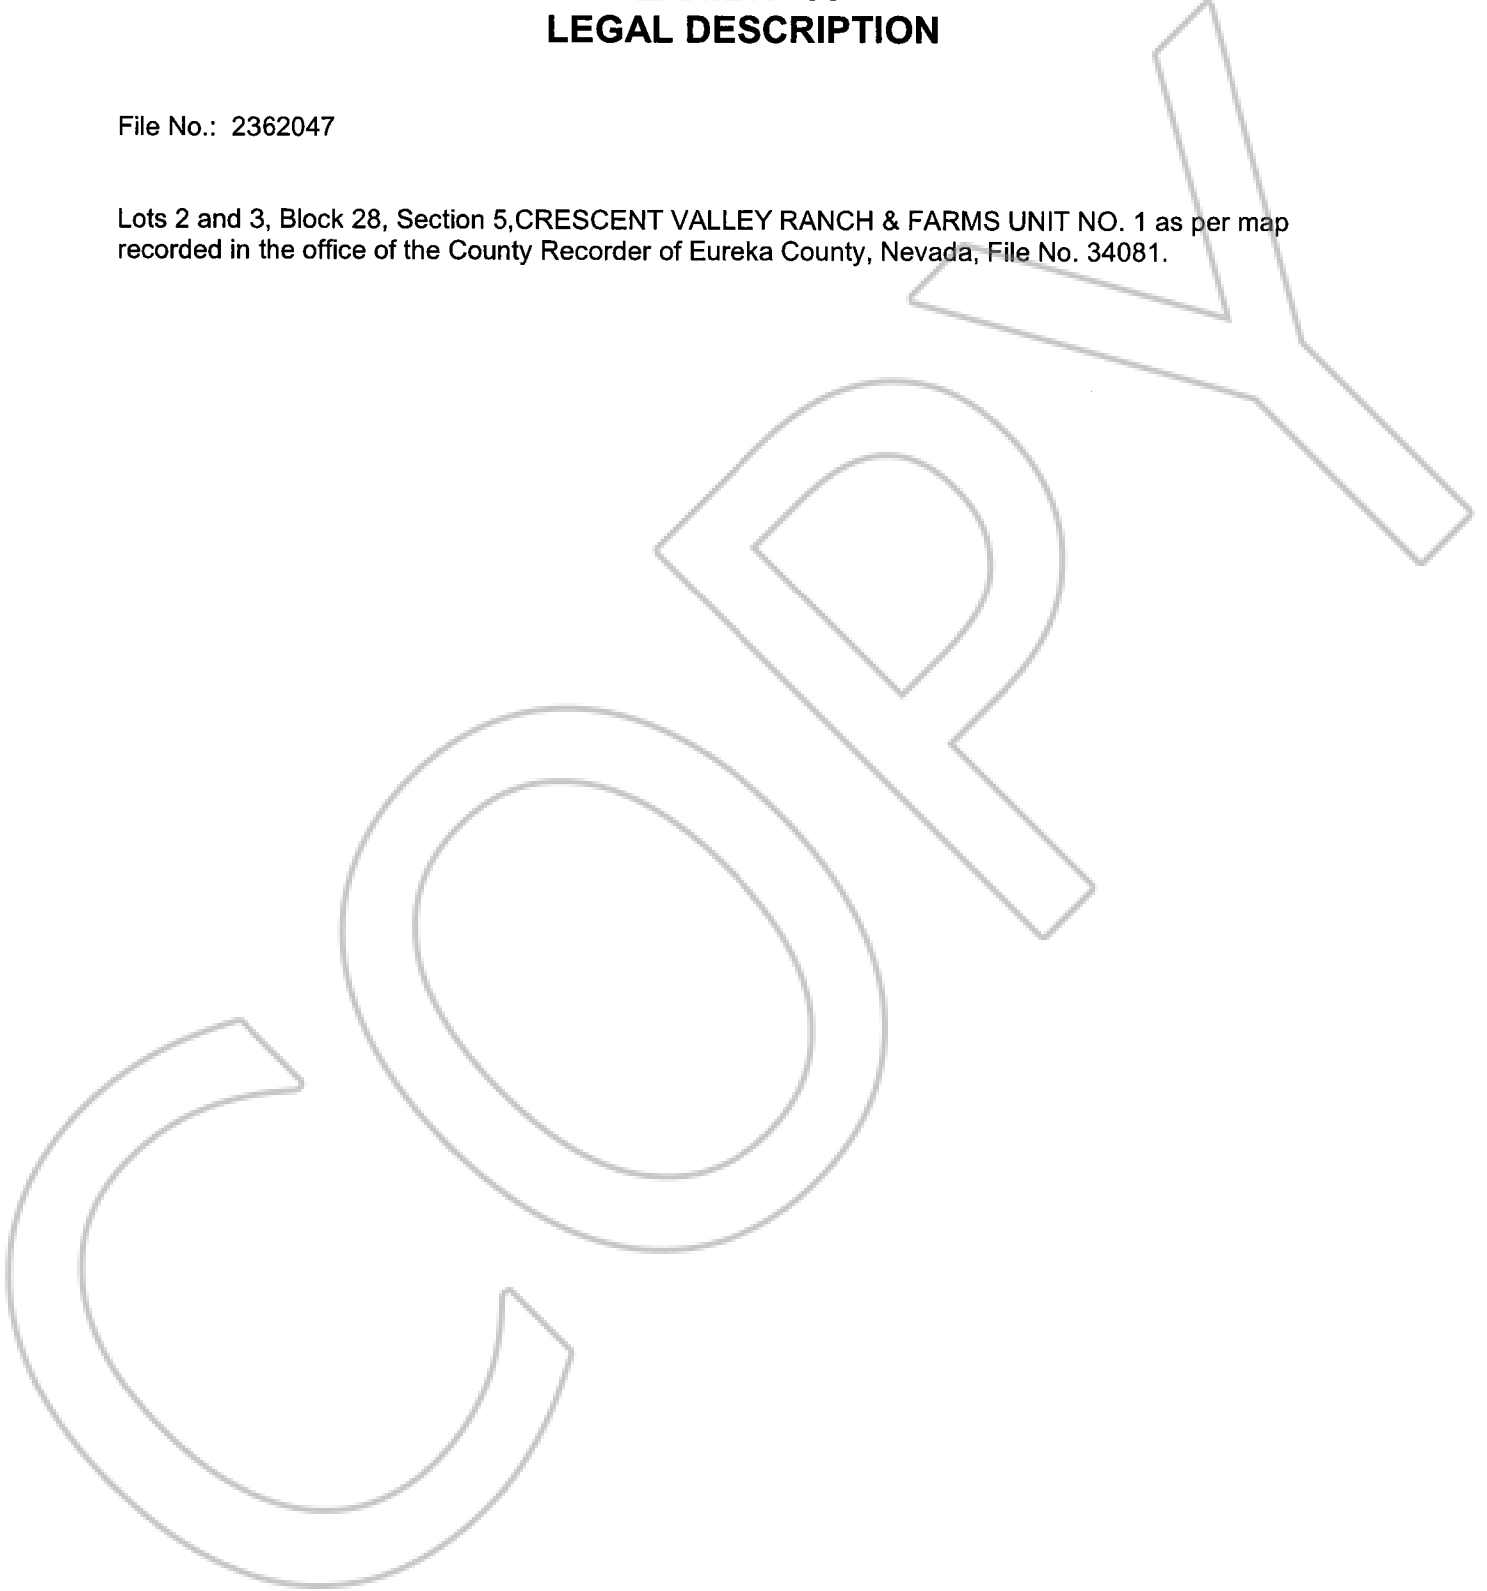 LEGAL DESCRIPTION
File No.: 2362047
Lots 2 and 3, Block 28, Section 5,CRESCENT VALLEY RANCH & FARMS UNIT NO. 1 as per map
recorded in the office of the County Recorder of Eureka County, Nevada, File No. 34081.
COPY